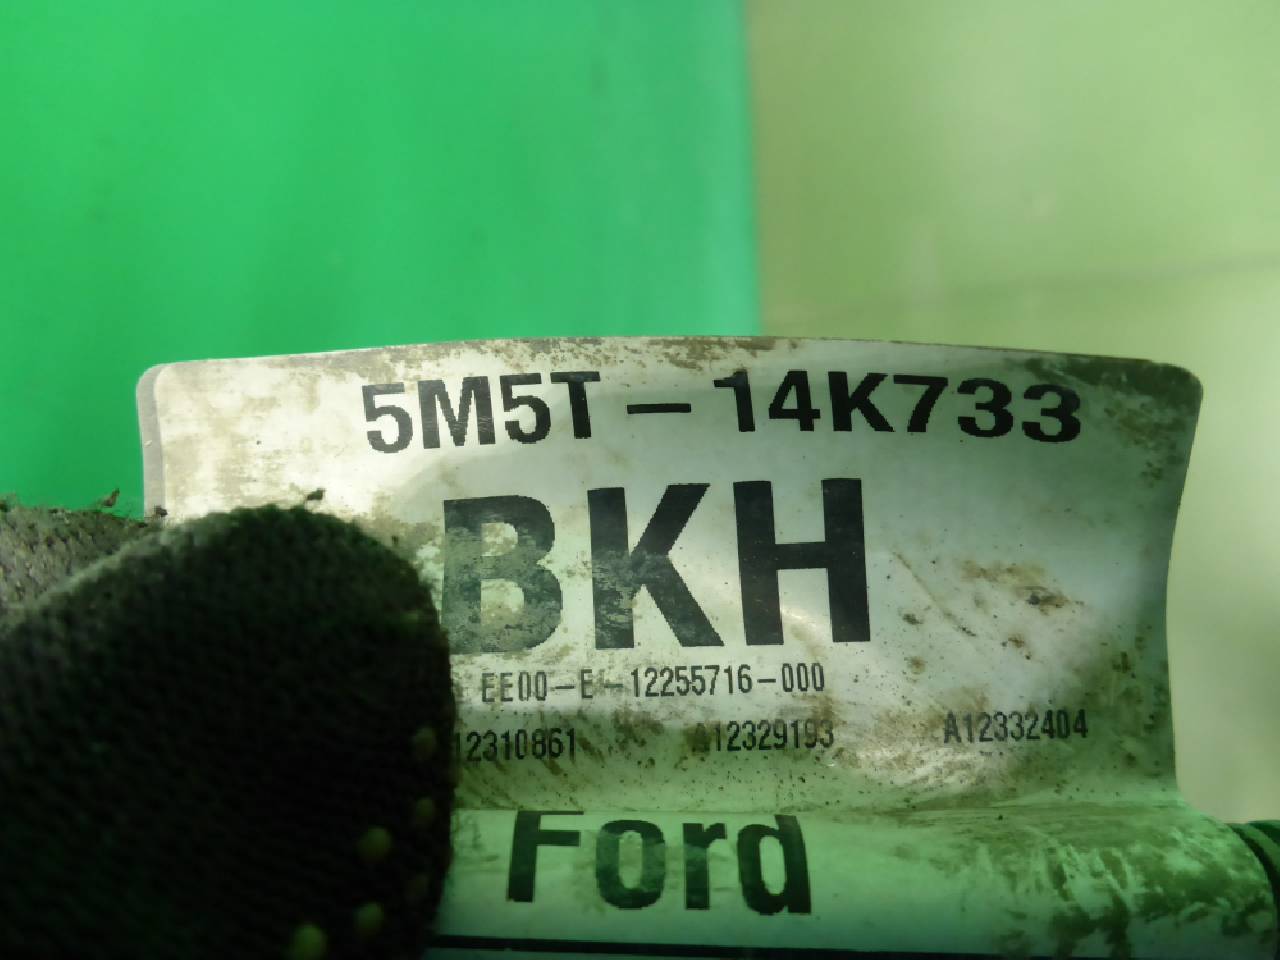 5M5T-14K733
BKH
EE00-E-12255716-000
12310861 A12329193 A12332404
Ford